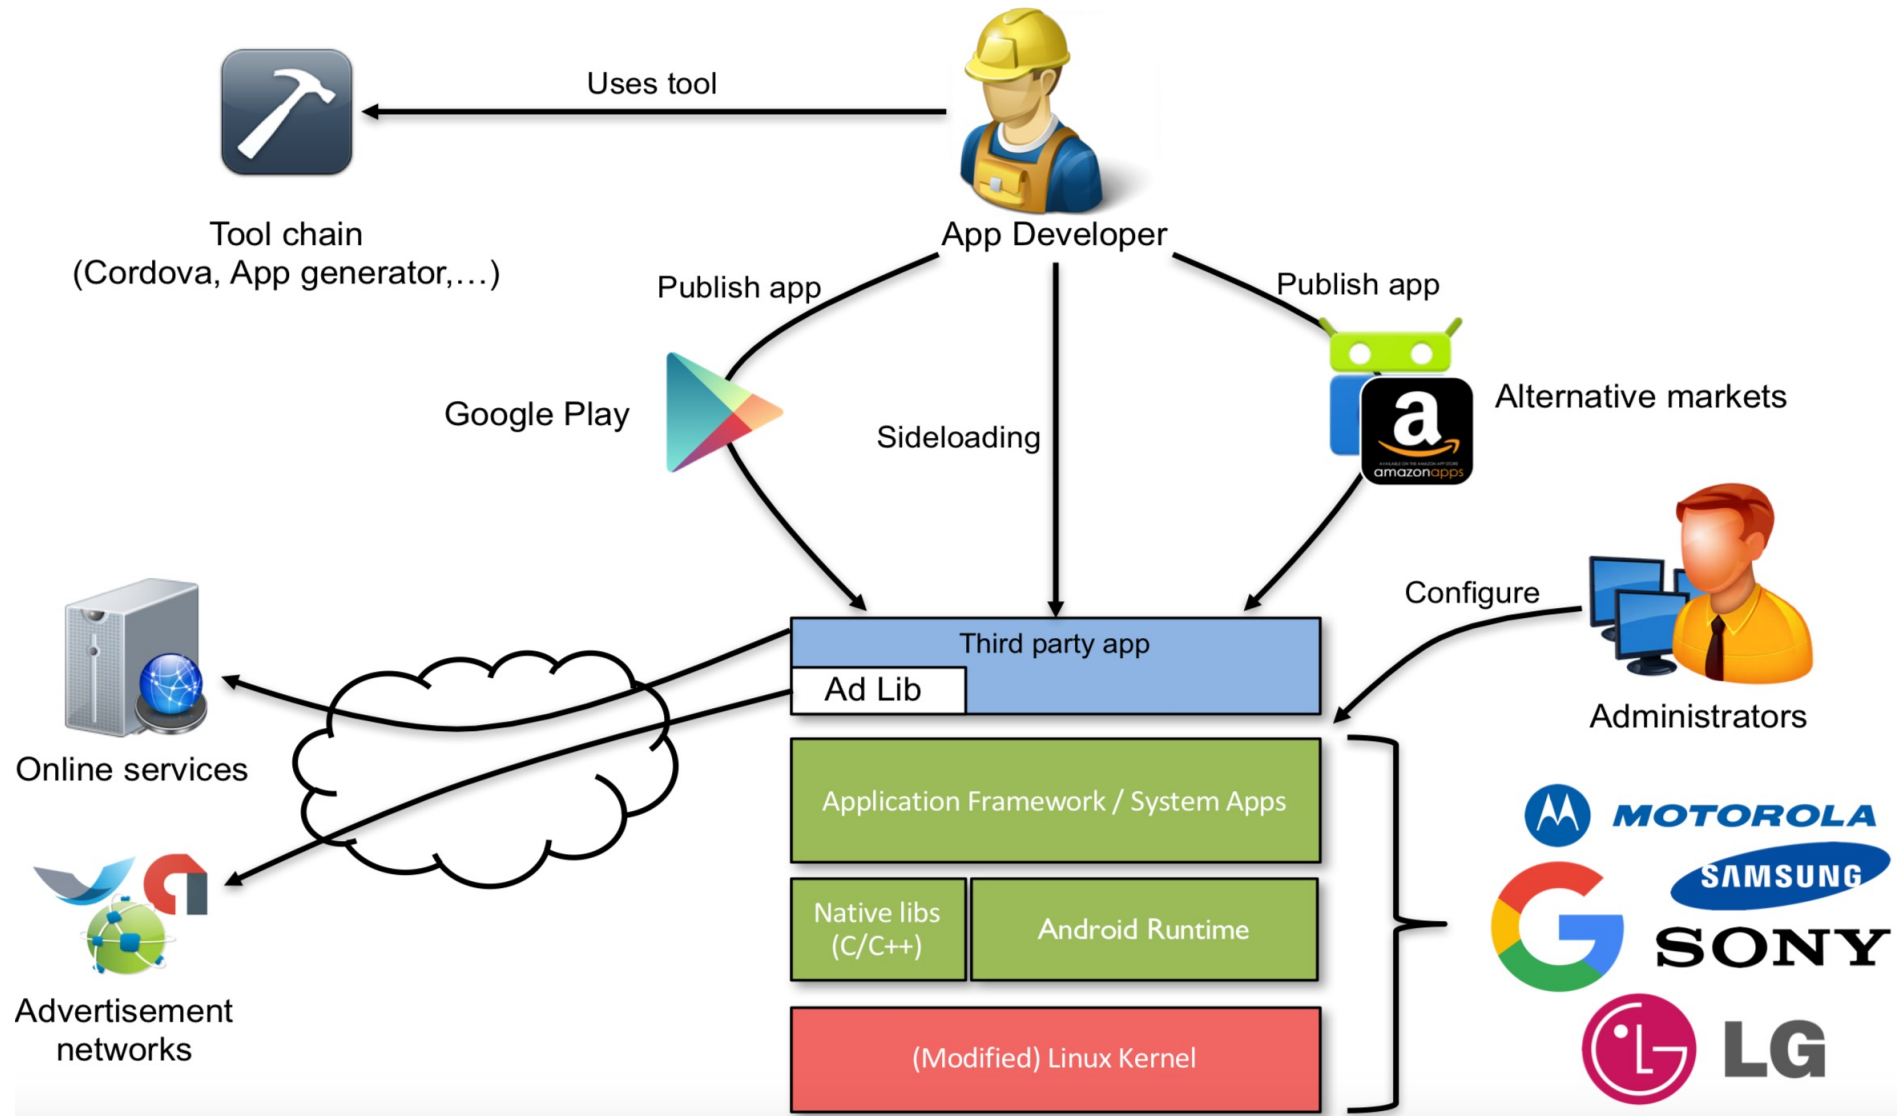 Uses tool
Tool chain
(Cordova, App generator,…)
App Developer
Publish app
Publish app
Google Play
Sideloading
Alternative markets
a
amazonapps
Configure
Administrators
Third party app
Ad Lib
Online services
Advertisement
networks
Application Framework / System Apps
Native libs
(C/C++)
Android Runtime
(Modified) Linux Kernel
MOTOROLA
SAMSUNG
SONY
LG